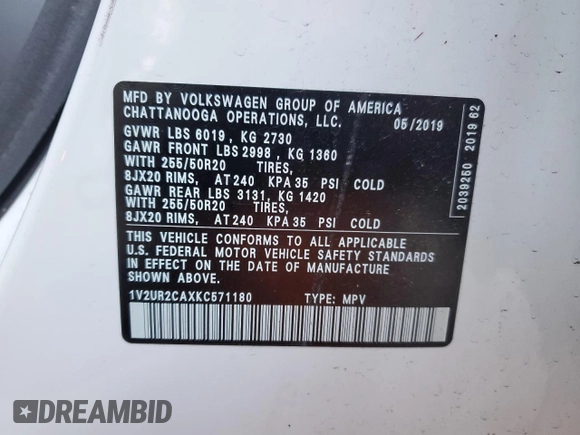 MFD BY VOLKSWAGEN GROUP OF AMERICA
CHATTANOOGA OPERATIONS, LLC. 05/2019
GVWR LBS 6019, KG 2730
GAWR FRONT LBS 2998, KG 1360
WITH 255/50R20 TIRES,
8JX20 RIMS, AT 240 KPA 35 PSI COLD
GAWR REAR LBS 3131, KG 1420
WITH 255/50R20 TIRES,
8JX20 RIMS, AT 240 KPA 35 PSI COLD
THIS VEHICLE CONFORMS TO ALL APPLICABLE
U.S. FEDERAL MOTOR VEHICLE SAFETY STANDARDS
IN EFFECT ON THE DATE OF MANUFACTURE
SHOWN ABOVE.
1V2UR2CAXKC571180 TYPE: MPV
2039250 2019 62
DREAMBID